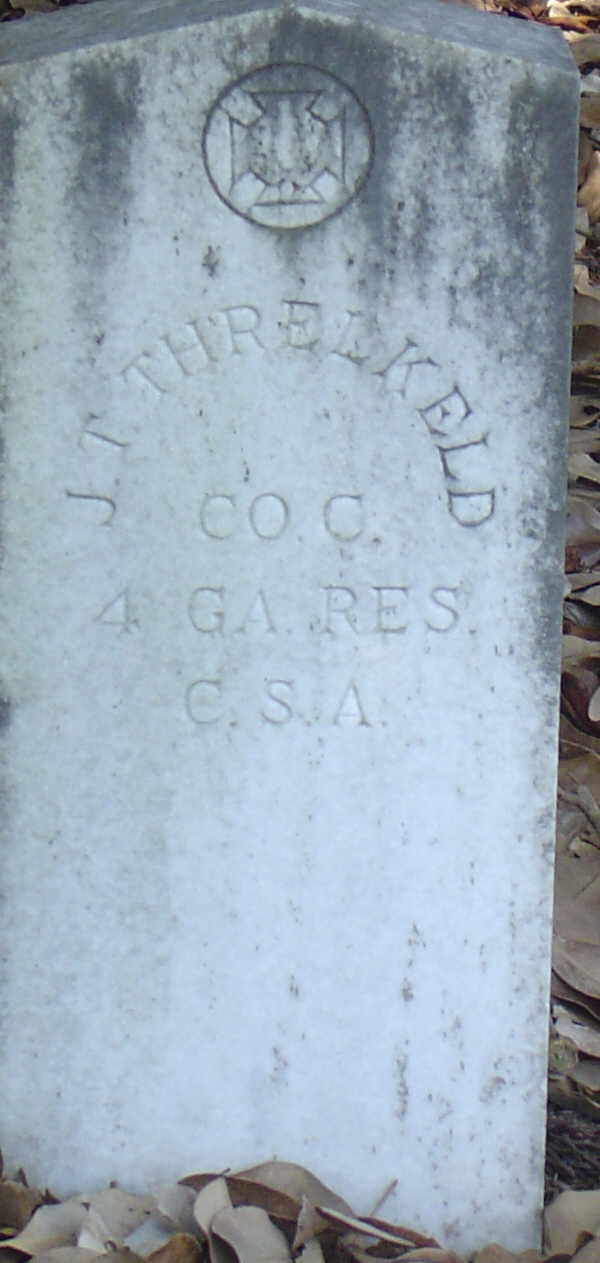 J. T. THRELKELD
CO. C.
4 GA. RES.
C. S. A.